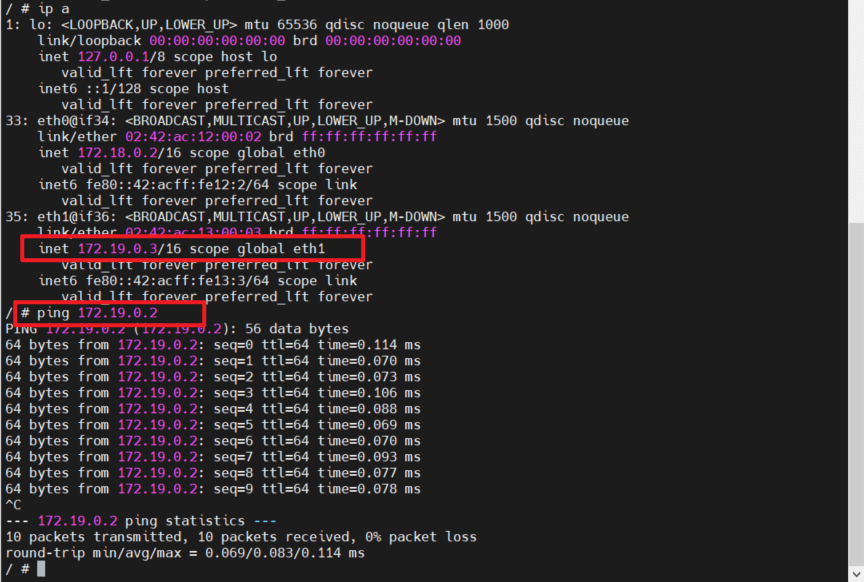 / # ip a
1: lo: <LOOPBACK,UP,LOWER_UP> mtu 65536 qdisc noqueue qlen 1000
    link/loopback 00:00:00:00:00:00 brd 00:00:00:00:00:00
    inet 127.0.0.1/8 scope host lo
       valid_lft forever preferred_lft forever
    inet6 ::1/128 scope host
       valid_lft forever preferred_lft forever
33: eth0@if34: <BROADCAST,MULTICAST,UP,LOWER_UP,M-DOWN> mtu 1500 qdisc noqueue
    link/ether 02:42:ac:12:00:02 brd ff:ff:ff:ff:ff:ff
    inet 172.18.0.2/16 scope global eth0
       valid_lft forever preferred_lft forever
    inet6 fe80::42:acff:fe12:2/64 scope link
       valid_lft forever preferred_lft forever
35: eth1@if36: <BROADCAST,MULTICAST,UP,LOWER_UP,M-DOWN> mtu 1500 qdisc noqueue
    link/ether 02:42:ac:13:00:03 brd ff:ff:ff:ff:ff:ff
    inet 172.19.0.3/16 scope global eth1
       valid_lft forever preferred_lft forever
    inet6 fe80::42:acff:fe13:3/64 scope link
       valid_lft forever preferred_lft forever
/ # ping 172.19.0.2
PING 172.19.0.2 (172.19.0.2): 56 data bytes
64 bytes from 172.19.0.2: seq=0 ttl=64 time=0.114 ms
64 bytes from 172.19.0.2: seq=1 ttl=64 time=0.070 ms
64 bytes from 172.19.0.2: seq=2 ttl=64 time=0.073 ms
64 bytes from 172.19.0.2: seq=3 ttl=64 time=0.106 ms
64 bytes from 172.19.0.2: seq=4 ttl=64 time=0.088 ms
64 bytes from 172.19.0.2: seq=5 ttl=64 time=0.069 ms
64 bytes from 172.19.0.2: seq=6 ttl=64 time=0.070 ms
64 bytes from 172.19.0.2: seq=7 ttl=64 time=0.093 ms
64 bytes from 172.19.0.2: seq=8 ttl=64 time=0.077 ms
64 bytes from 172.19.0.2: seq=9 ttl=64 time=0.078 ms
^C
--- 172.19.0.2 ping statistics ---
10 packets transmitted, 10 packets received, 0% packet loss
round-trip min/avg/max = 0.069/0.083/0.114 ms
/ #